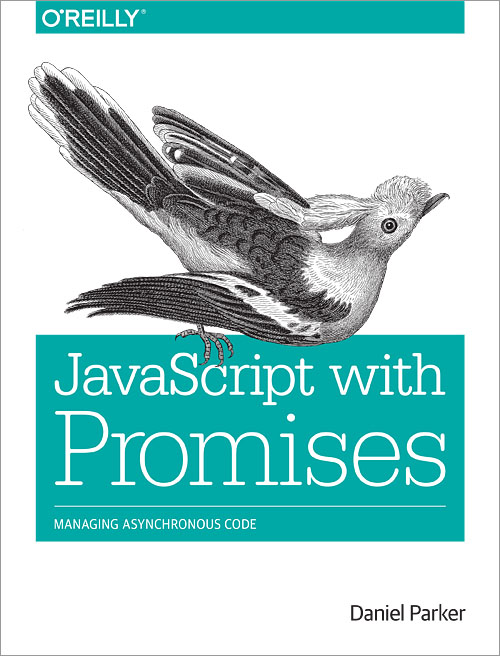 O'REILLY®
JavaScript with
Promises
MANAGING ASYNCHRONOUS CODE
Daniel Parker